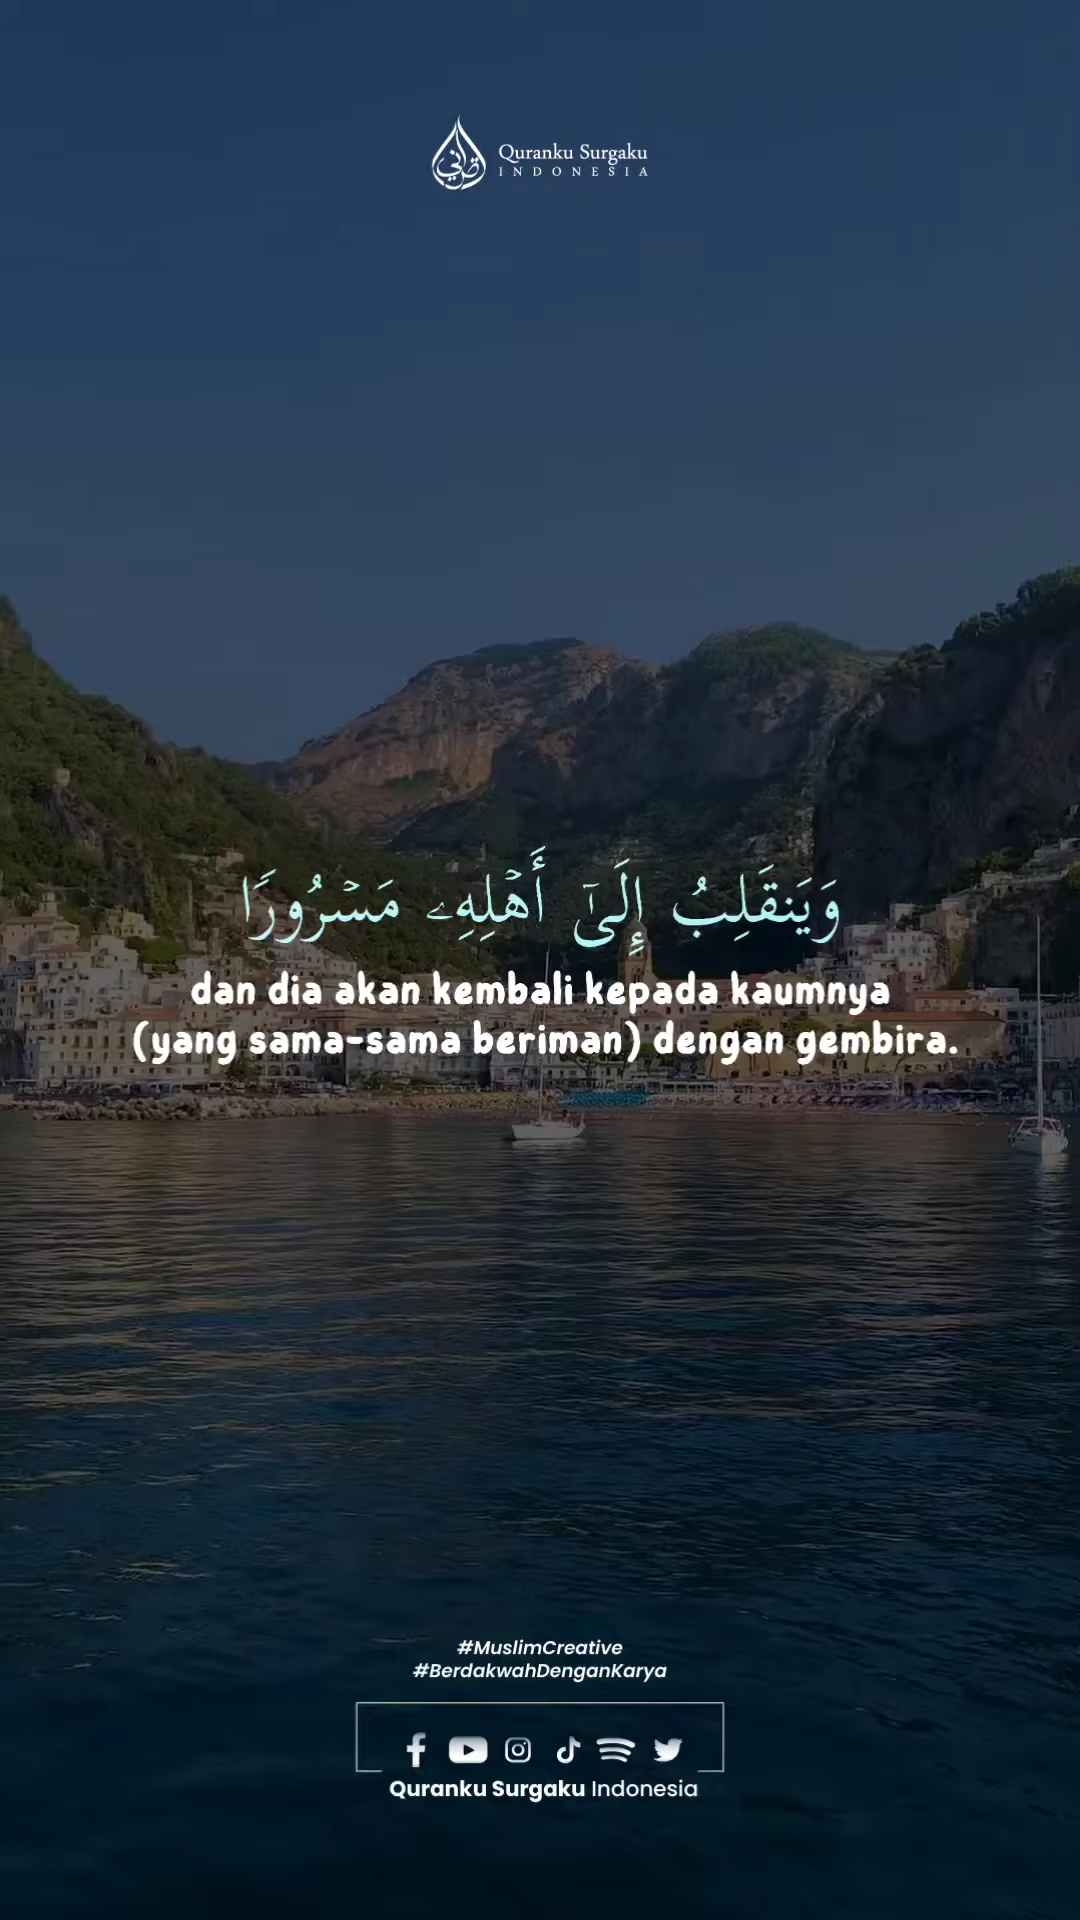 Quranku Surgaku
INDONESIA
وَيَنقَلِبُ إِلَىٰٓ أَهْلِهِۦ مَسْرُورًا
dan dia akan kembali kepada kaumnya
(yang sama-sama beriman) dengan gembira.
#MuslimCreative
#BerdakwahDenganKarya
Quranku Surgaku Indonesia